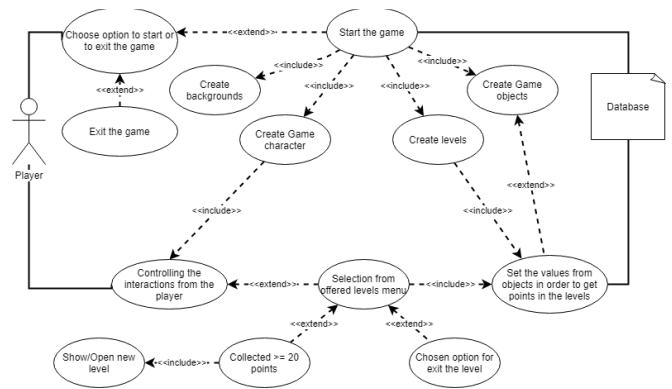 Choose option to start or
to exit the game
<<extend>>
Start the game
<<include>>
<<include>>
<<include>>
<<include>>
Create
backgrounds
Create Game
objects
<<extend>>
Exit the game
Database
Create Game
character
Create levels
Player
<<extend>>
<<include>>
<<include>>
Controlling the
interactions from the
player
<<extend>>
Selection from
offered levels menu
<<include>>
Set the values from
objects in order to get
points in the levels
<<extend>>
<<extend>>
Show/Open new
level
<<include>>
Collected >= 20
points
Chosen option for
exit the level